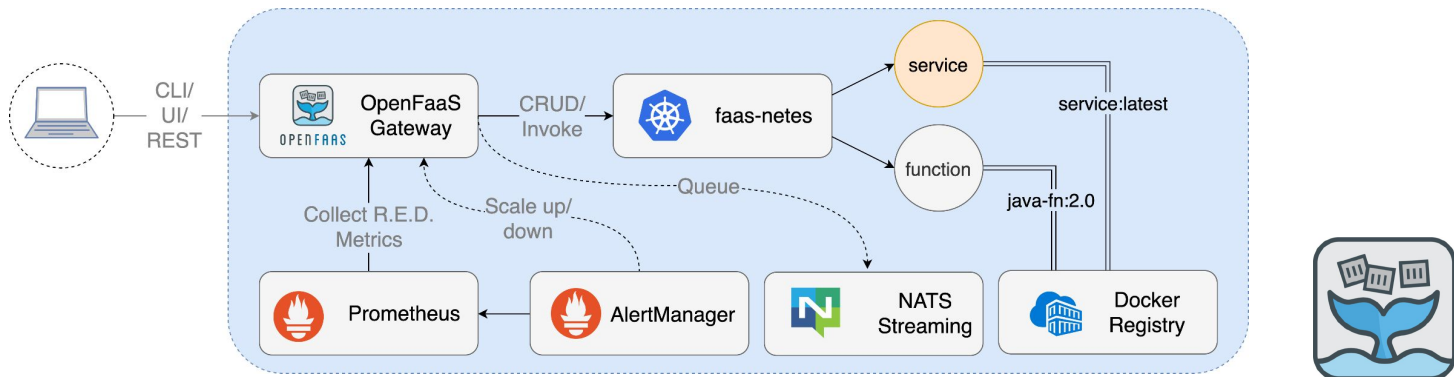 CLI/
UI/
REST
OPENFAAS
OpenFaaS
Gateway
CRUD/
Invoke
faas-netes
service
function
service:latest
java-fn:2.0
Queue
Collect R.E.D.
Metrics
Scale up/
down
Prometheus
AlertManager
N
NATS
Streaming
Docker
Registry